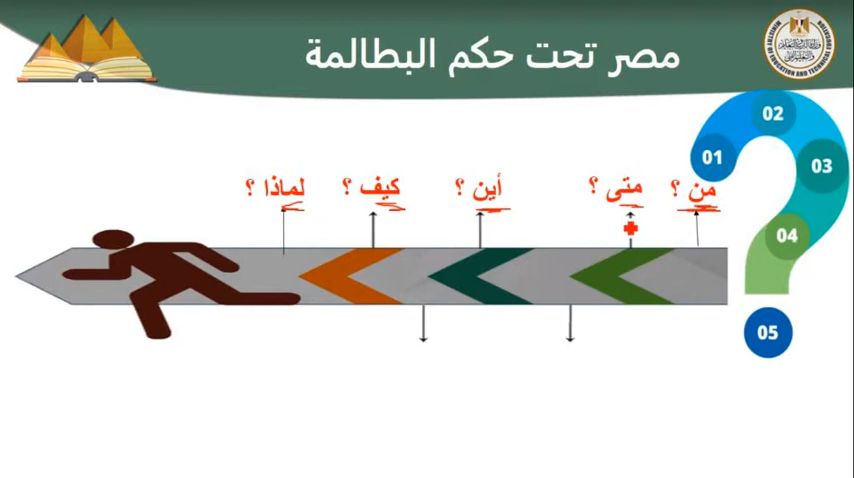 مصر تحت حكم البطالمة
من ؟ متى ؟ أين ؟ كيف ؟ لماذا ؟
01
02
03
04
05